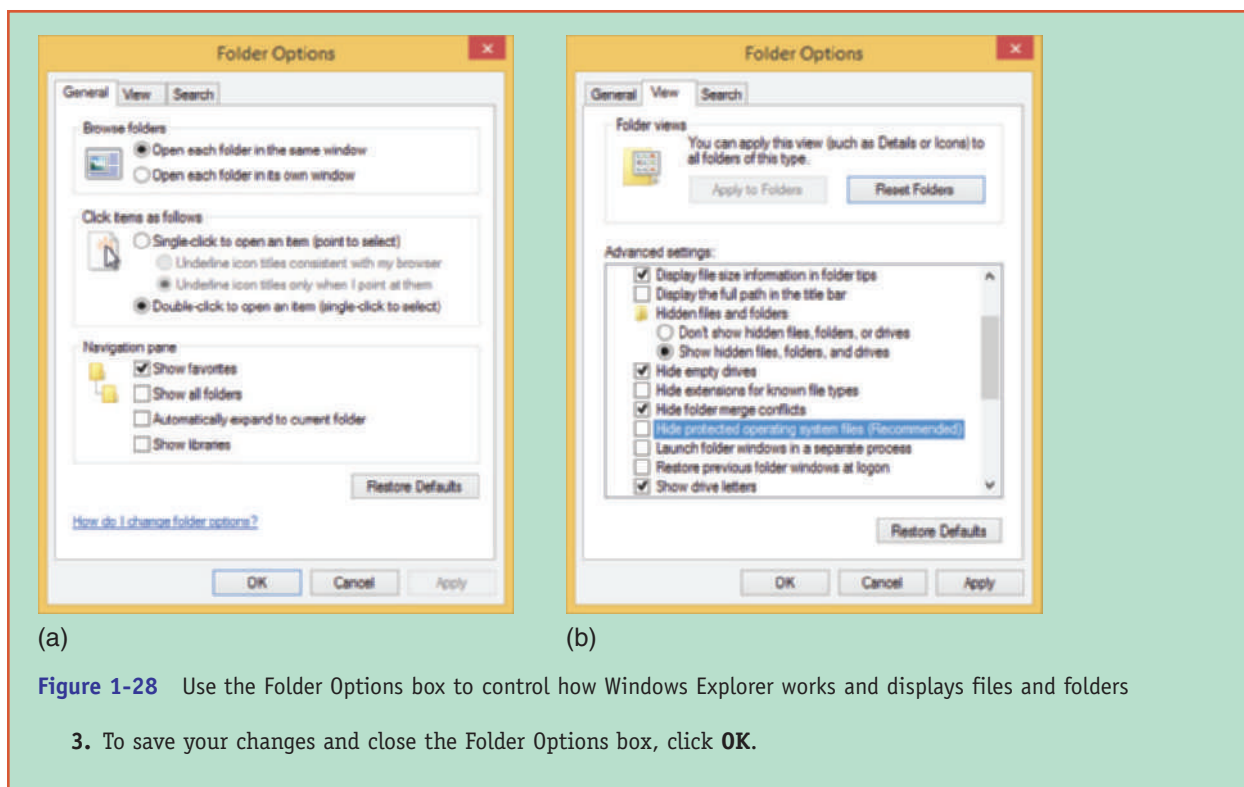 Folder Options
General View Search
Browse folders
Open each folder in the same window
Open each folder in its own window
Click items as follows
Single-click to open an item (point to select)
Underline icon titles consistent with my browser
Underline icon titles only when I point at them
Double-click to open an item (single-click to select)
Navigation pane
Show favorites
Show all folders
Automatically expand to current folder
Show libraries
Restore Defaults
How do I change folder options?
OK Cancel Apply
(a)
Folder Options
General View Search
Folder views
You can apply this view (such as Details or Icons) to
all folders of this type.
Apply to Folders Reset Folders
Advanced settings:
Display file size information in folder tips
Display the full path in the title bar
Hidden files and folders
Don't show hidden files, folders, or drives
Show hidden files, folders, and drives
Hide empty drives
Hide extensions for known file types
Hide folder merge conflicts
Hide protected operating system files (Recommended)
Launch folder windows in a separate process
Restore previous folder windows at logon
Show drive letters
Restore Defaults
OK Cancel Apply
(b)
Figure 1-28 Use the Folder Options box to control how Windows Explorer works and displays files and folders
3. To save your changes and close the Folder Options box, click OK.